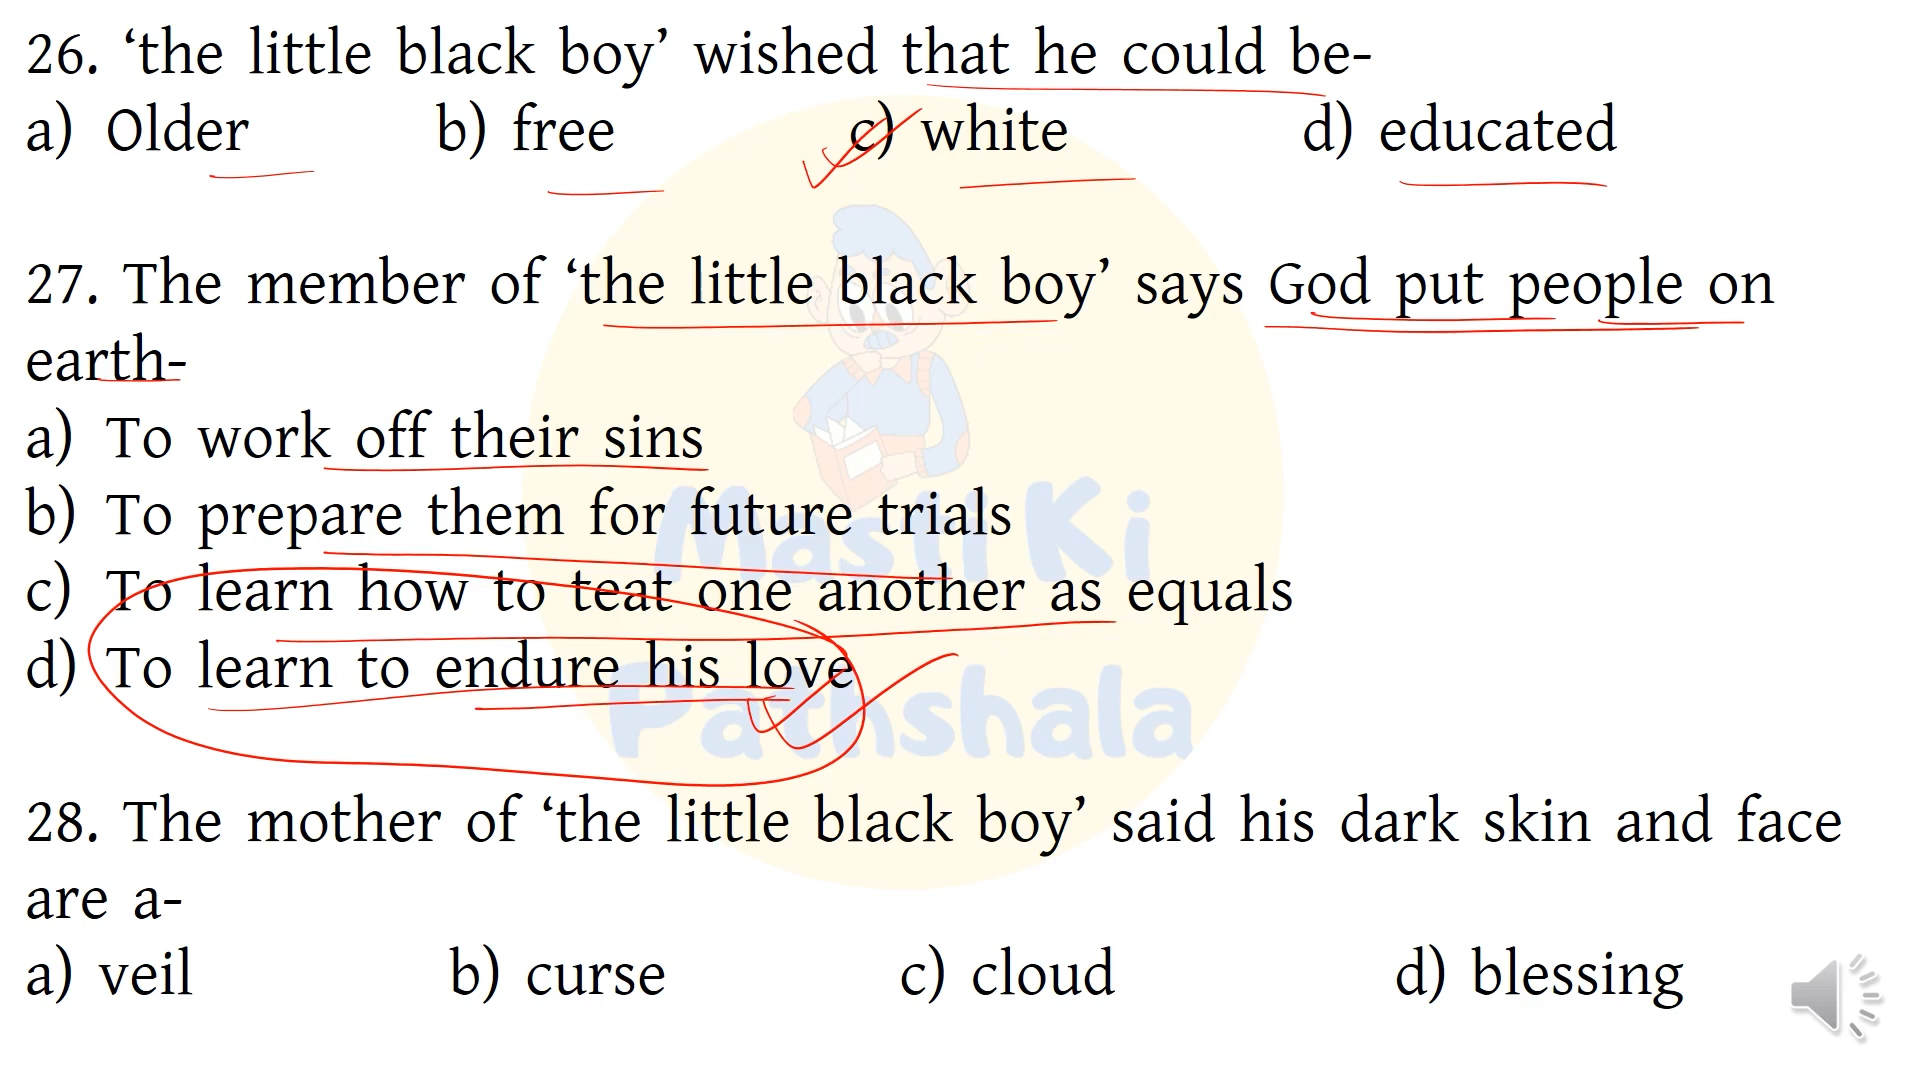 26. ‘the little black boy’ wished that he could be-
a) Older b) free c) white d) educated
27. The member of ‘the little black boy’ says God put people on
earth-
a) To work off their sins
b) To prepare them for future trials
c) To learn how to teat one another as equals
d) To learn to endure his love
28. The mother of ‘the little black boy’ said his dark skin and face
are a-
a) veil b) curse c) cloud d) blessing
Masti Ki
Pathshala